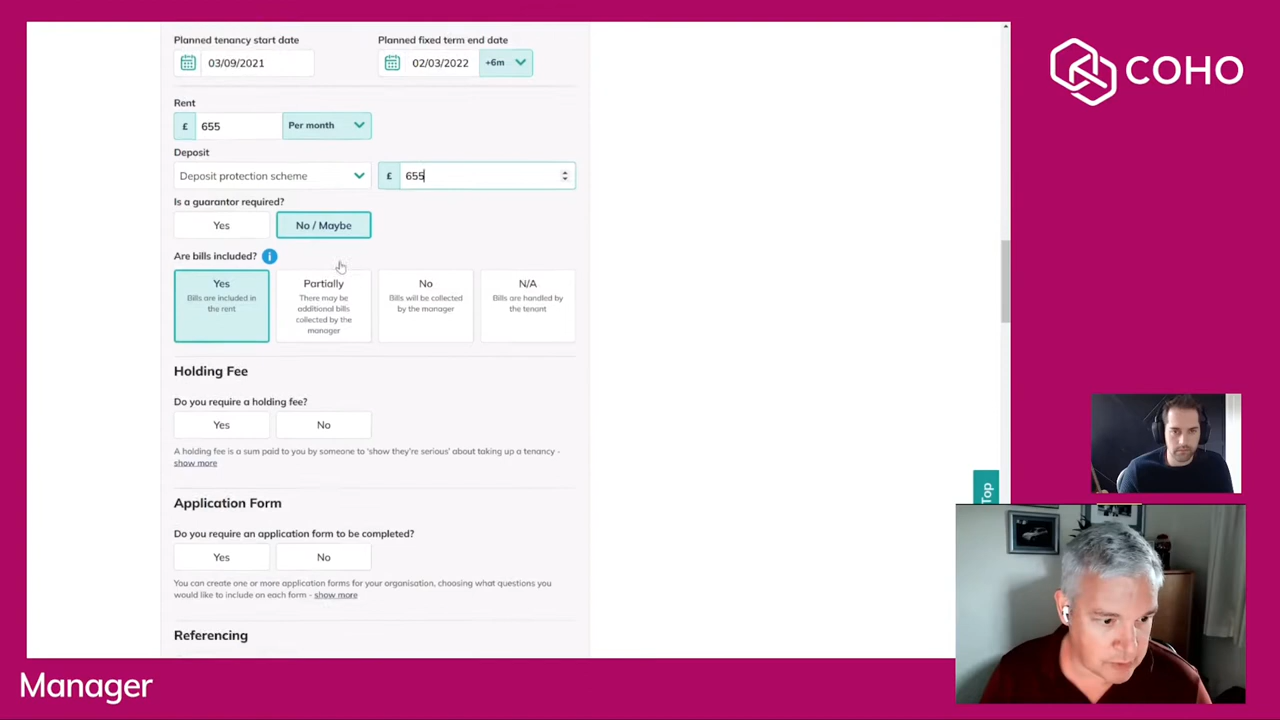 COHO
Planned tenancy start date
Planned fixed term end date
03/09/2021
02/03/2022
+6m
Rent
£
655
Per month
Deposit
Deposit protection scheme
£
655
Is a guarantor required?
Yes
No / Maybe
Are bills included?
i
Yes
Bills are included in
the rent
Partially
There may be
additional bills
collected by the
manager
No
Bills will be collected
by the manager
N/A
Bills are handled by
the tenant
Holding Fee
Do you require a holding fee?
Yes
No
A holding fee is a sum paid to you by someone to 'show they're serious' about taking up a tenancy -
show more
Top
Application Form
Do you require an application form to be completed?
Yes
No
You can create one or more application forms for your organisation, choosing what questions you
would like to include on each form - show more
Referencing
Manager